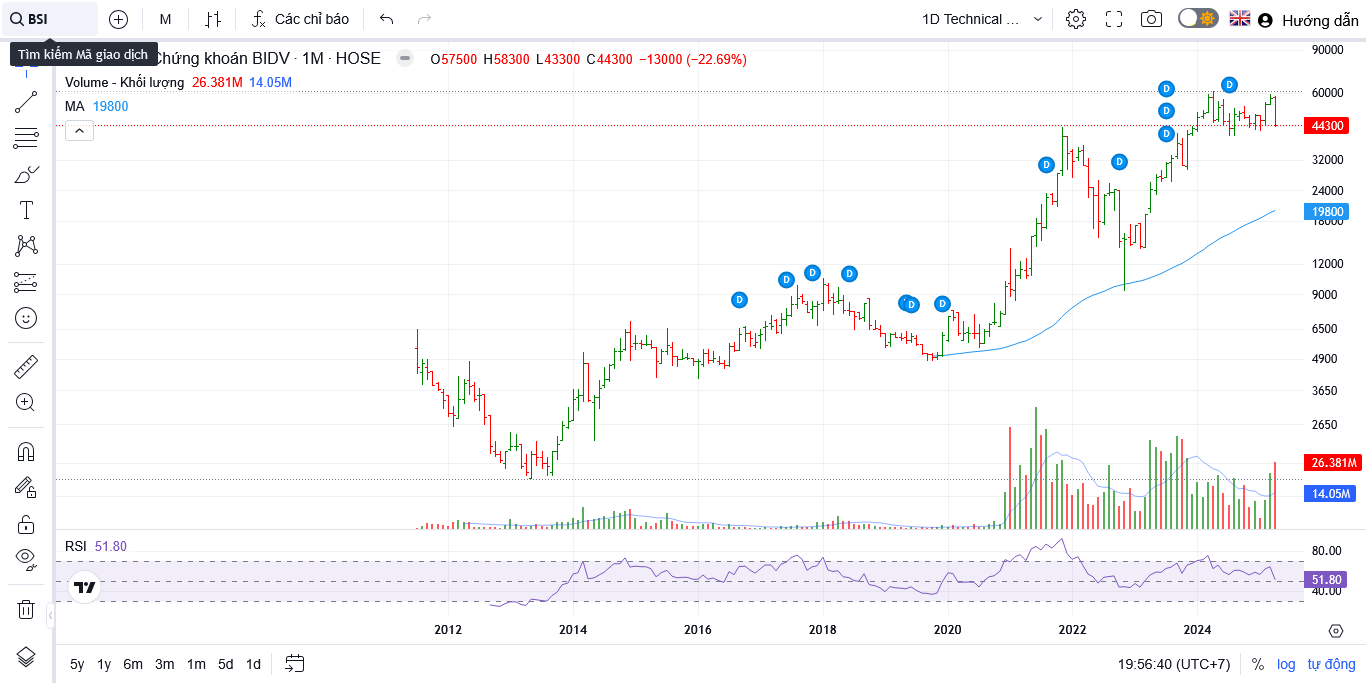 BSI
M
Các chỉ báo
1D Technical ...
Hướng dẫn
Tìm kiếm Mã giao dịch
Chứng khoán BIDV · 1M · HOSE
O57500 H58300 L43300 C44300 −13000 (−22.69%)
Volume - Khối lượng 26.381M 14.05M
MA 19800
90000
60000
44300
32000
24000
19800
18000
12000
9000
6500
4900
3650
2650
26.381M
14.05M
D
D
D
D
D
D
D
D
D
D
D
D
D
RSI 51.80
80.00
51.80
40.00
2012 2014 2016 2018 2020 2022 2024
5y 1y 6m 3m 1m 5d 1d
19:56:40 (UTC+7) % log tự động